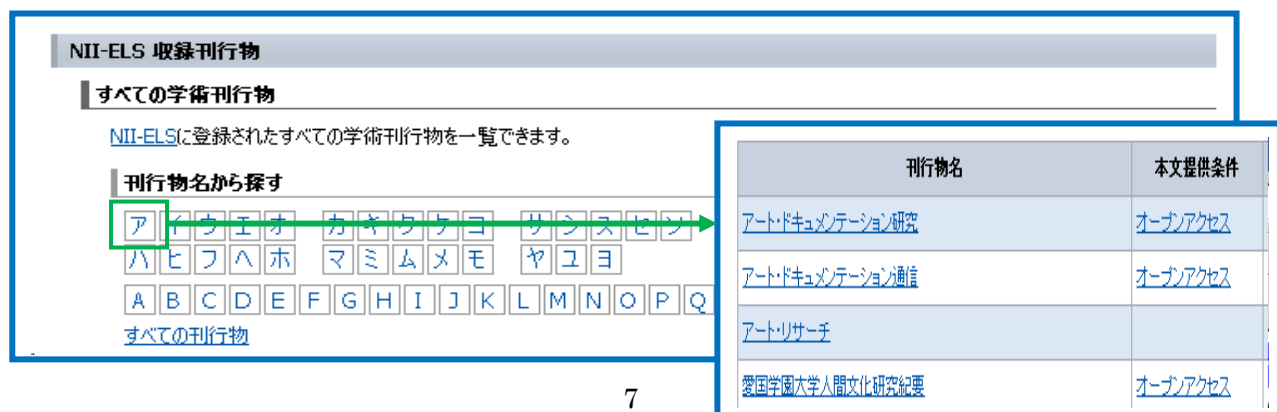 NII-ELS 収録刊行物
すべての学術刊行物
NII-ELSに登録されたすべての学術刊行物を一覧できます。
刊行物名から探す
ア イ ウ エ オ カ キ ク ケ コ サ シ ス セ ソ
ハ ヒ フ ヘ ホ マ ミ ム メ モ ヤ ユ ヨ
A B C D E F G H I J K L M N O P Q
すべての刊行物
刊行物名 本文提供条件
アート・ドキュメンテーション研究 オープンアクセス
アート・ドキュメンテーション通信 オープンアクセス
アート・リサーチ
愛国学園大学人間文化研究紀要 オープンアクセス
7